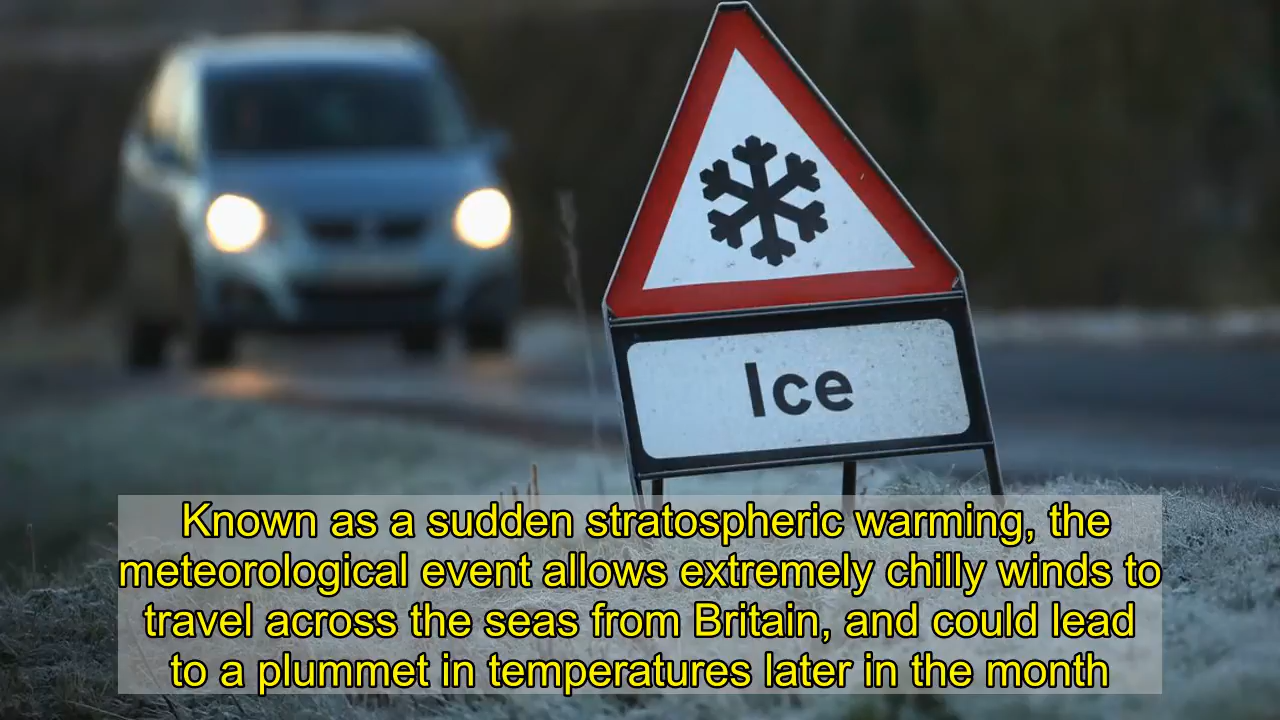 Ice
Known as a sudden stratospheric warming, the
meteorological event allows extremely chilly winds to
travel across the seas from Britain, and could lead
to a plummet in temperatures later in the month